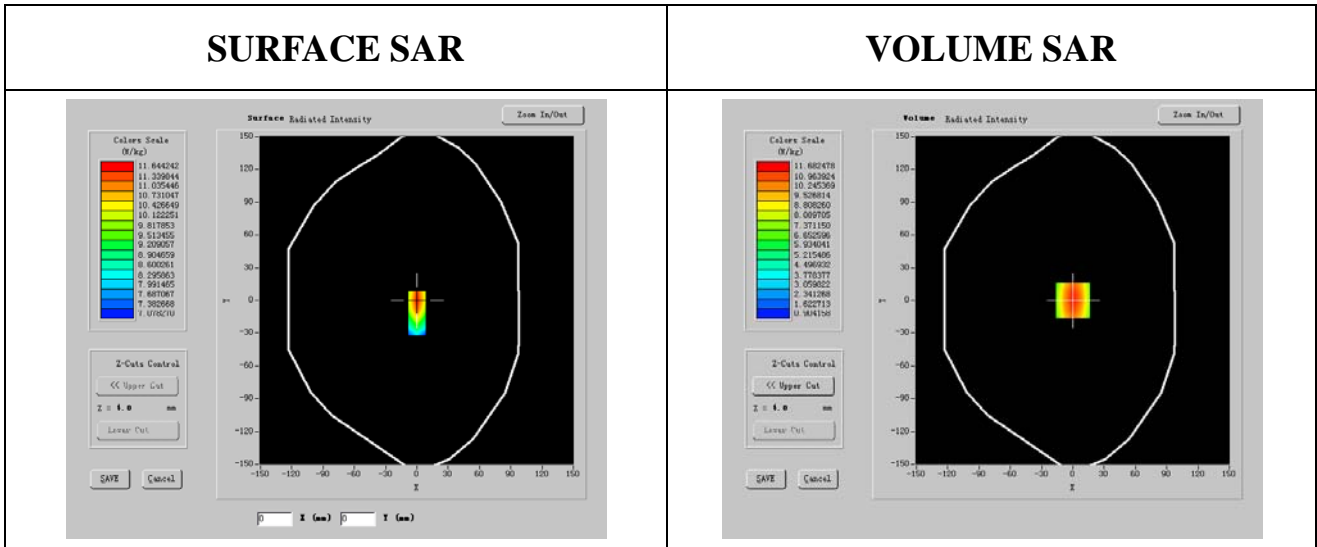 SURFACE SAR
VOLUME SAR
Surface Radiated Intensity
Zoom In/Out
Colors Scale
(W/kg)
11.644242
11.339844
11.035446
10.731047
10.426649
10.122251
9.817853
9.513455
9.209057
8.904659
8.600261
8.295863
7.991465
7.687067
7.382668
7.078270
150
120
90
60
30
0
-30
-60
-90
-120
-150
Y
-150 -120 -90 -60 -30 0 30 60 90 120 150
X
Z-Cuts Control
<< Upper Cut
Z = 4.0 mm
Lower Cut
SAVE Cancel
0 X (mm) 0 Y (mm)
Volume Radiated Intensity
Zoom In/Out
Colors Scale
(W/kg)
11.682478
10.963924
10.245369
9.526814
8.808260
8.089705
7.371150
6.652596
5.934041
5.215486
4.496932
3.778377
3.059822
2.341268
1.622713
0.904158
150
120
90
60
30
0
-30
-60
-90
-120
-150
Y
-150 -120 -90 -60 -30 0 30 60 90 120 150
X
Z-Cuts Control
<< Upper Cut
Z = 4.0 mm
Lower Cut
SAVE Cancel